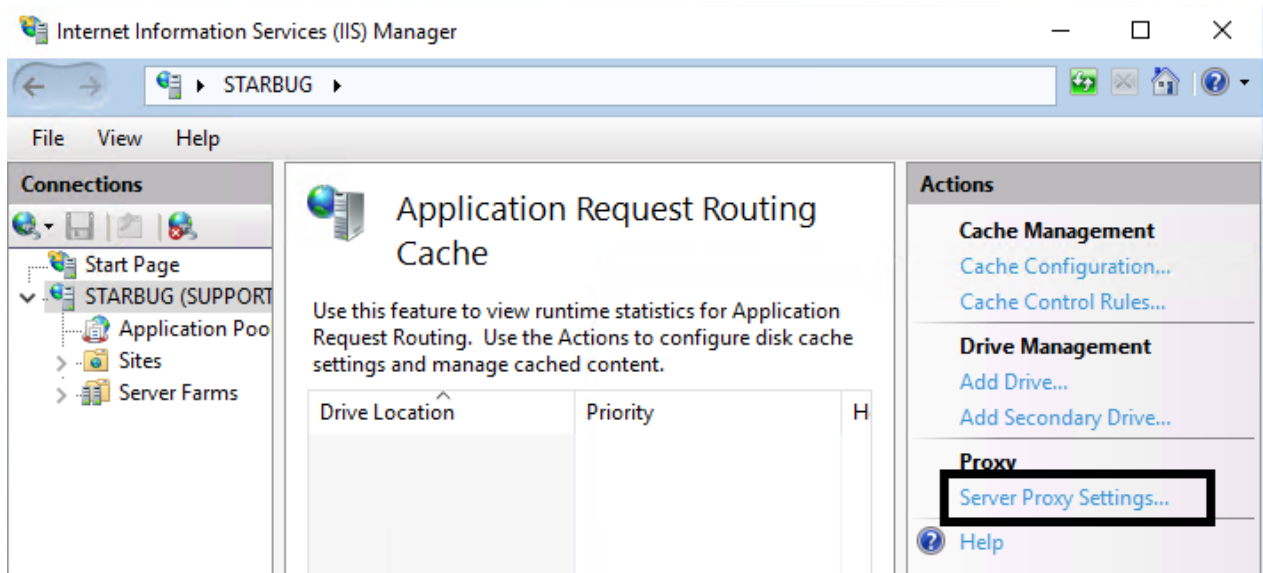 Internet Information Services (IIS) Manager
STARBUG
File View Help
Connections
Start Page
STARBUG (SUPPORT
Application Poo
Sites
Server Farms
Application Request Routing
Cache
Use this feature to view runtime statistics for Application
Request Routing. Use the Actions to configure disk cache
settings and manage cached content.
Drive Location Priority H
Actions
Cache Management
Cache Configuration...
Cache Control Rules...
Drive Management
Add Drive...
Add Secondary Drive...
Proxy
Server Proxy Settings...
Help